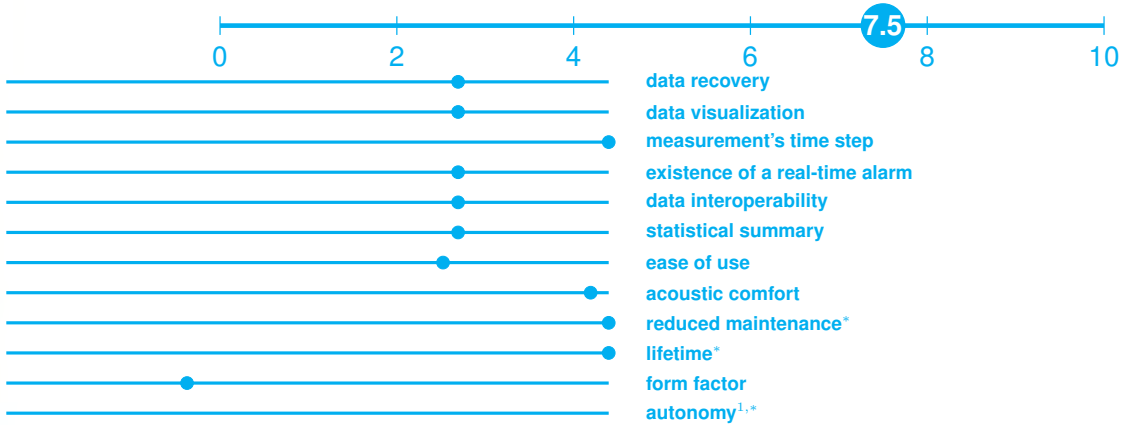 7.5
0 2 4 6 8 10
data recovery
data visualization
measurement's time step
existence of a real-time alarm
data interoperability
statistical summary
ease of use
acoustic comfort
reduced maintenance*
lifetime*
form factor
autonomy1,*